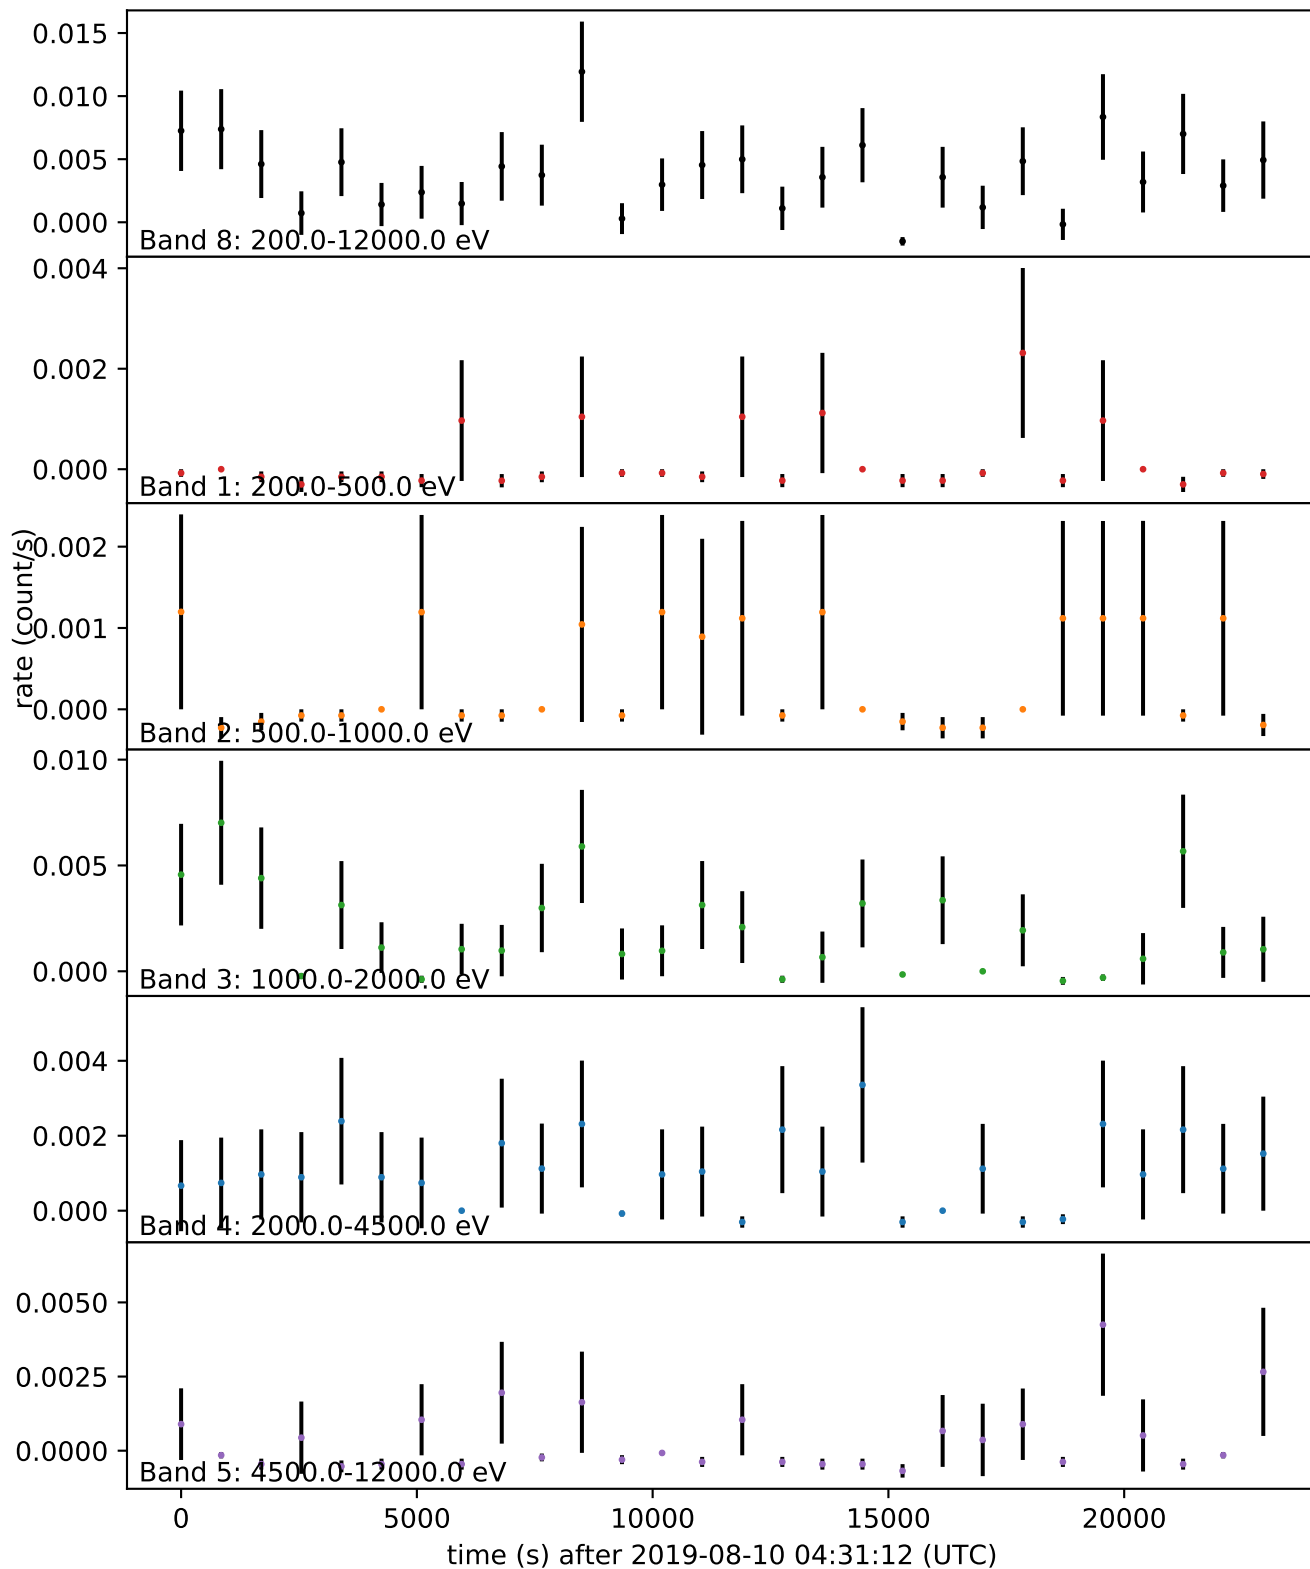 0.015
0.010
0.005
0.000
Band 8: 200.0-12000.0 eV
0.004
0.002
0.000
Band 1: 200.0-500.0 eV
rate (count/s)
0.002
0.001
0.000
Band 2: 500.0-1000.0 eV
0.010
0.005
0.000
Band 3: 1000.0-2000.0 eV
0.004
0.002
0.000
Band 4: 2000.0-4500.0 eV
0.0050
0.0025
0.0000
Band 5: 4500.0-12000.0 eV
0 5000 10000 15000 20000
time (s) after 2019-08-10 04:31:12 (UTC)